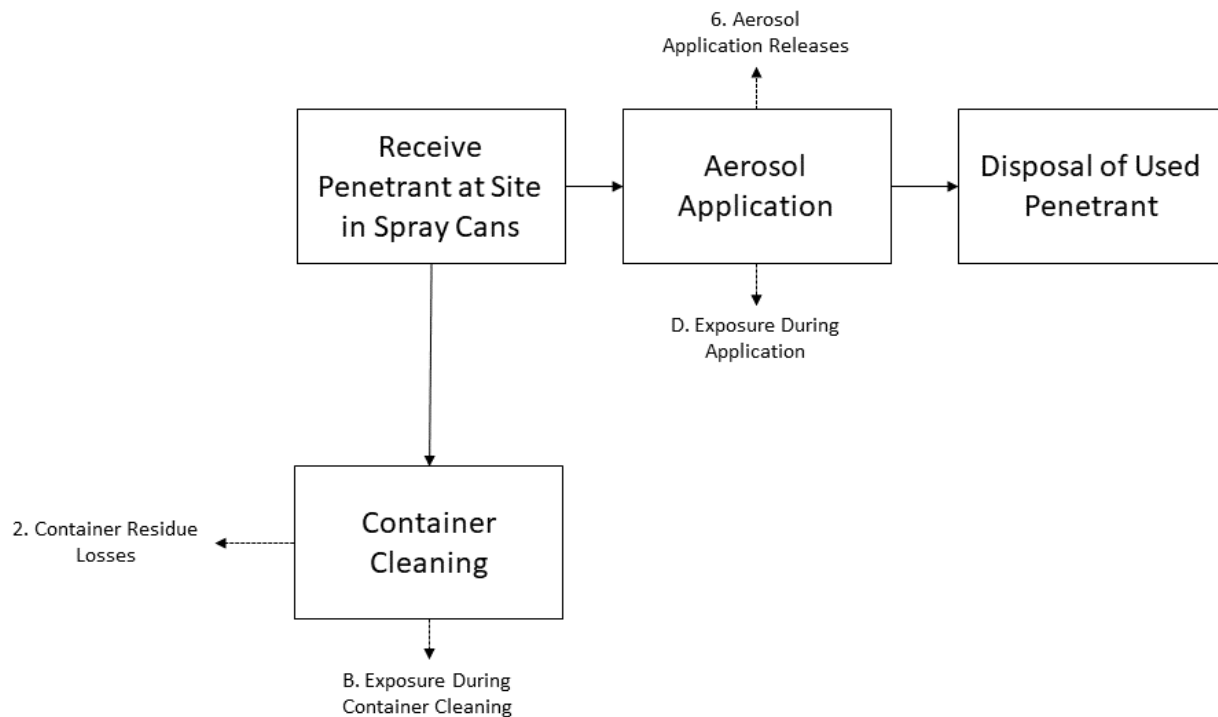 6. Aerosol
Application Releases
Receive
Penetrant at Site
in Spray Cans
Aerosol
Application
Disposal of Used
Penetrant
D. Exposure During
Application
Container
Cleaning
2. Container Residue
Losses
B. Exposure During
Container Cleaning